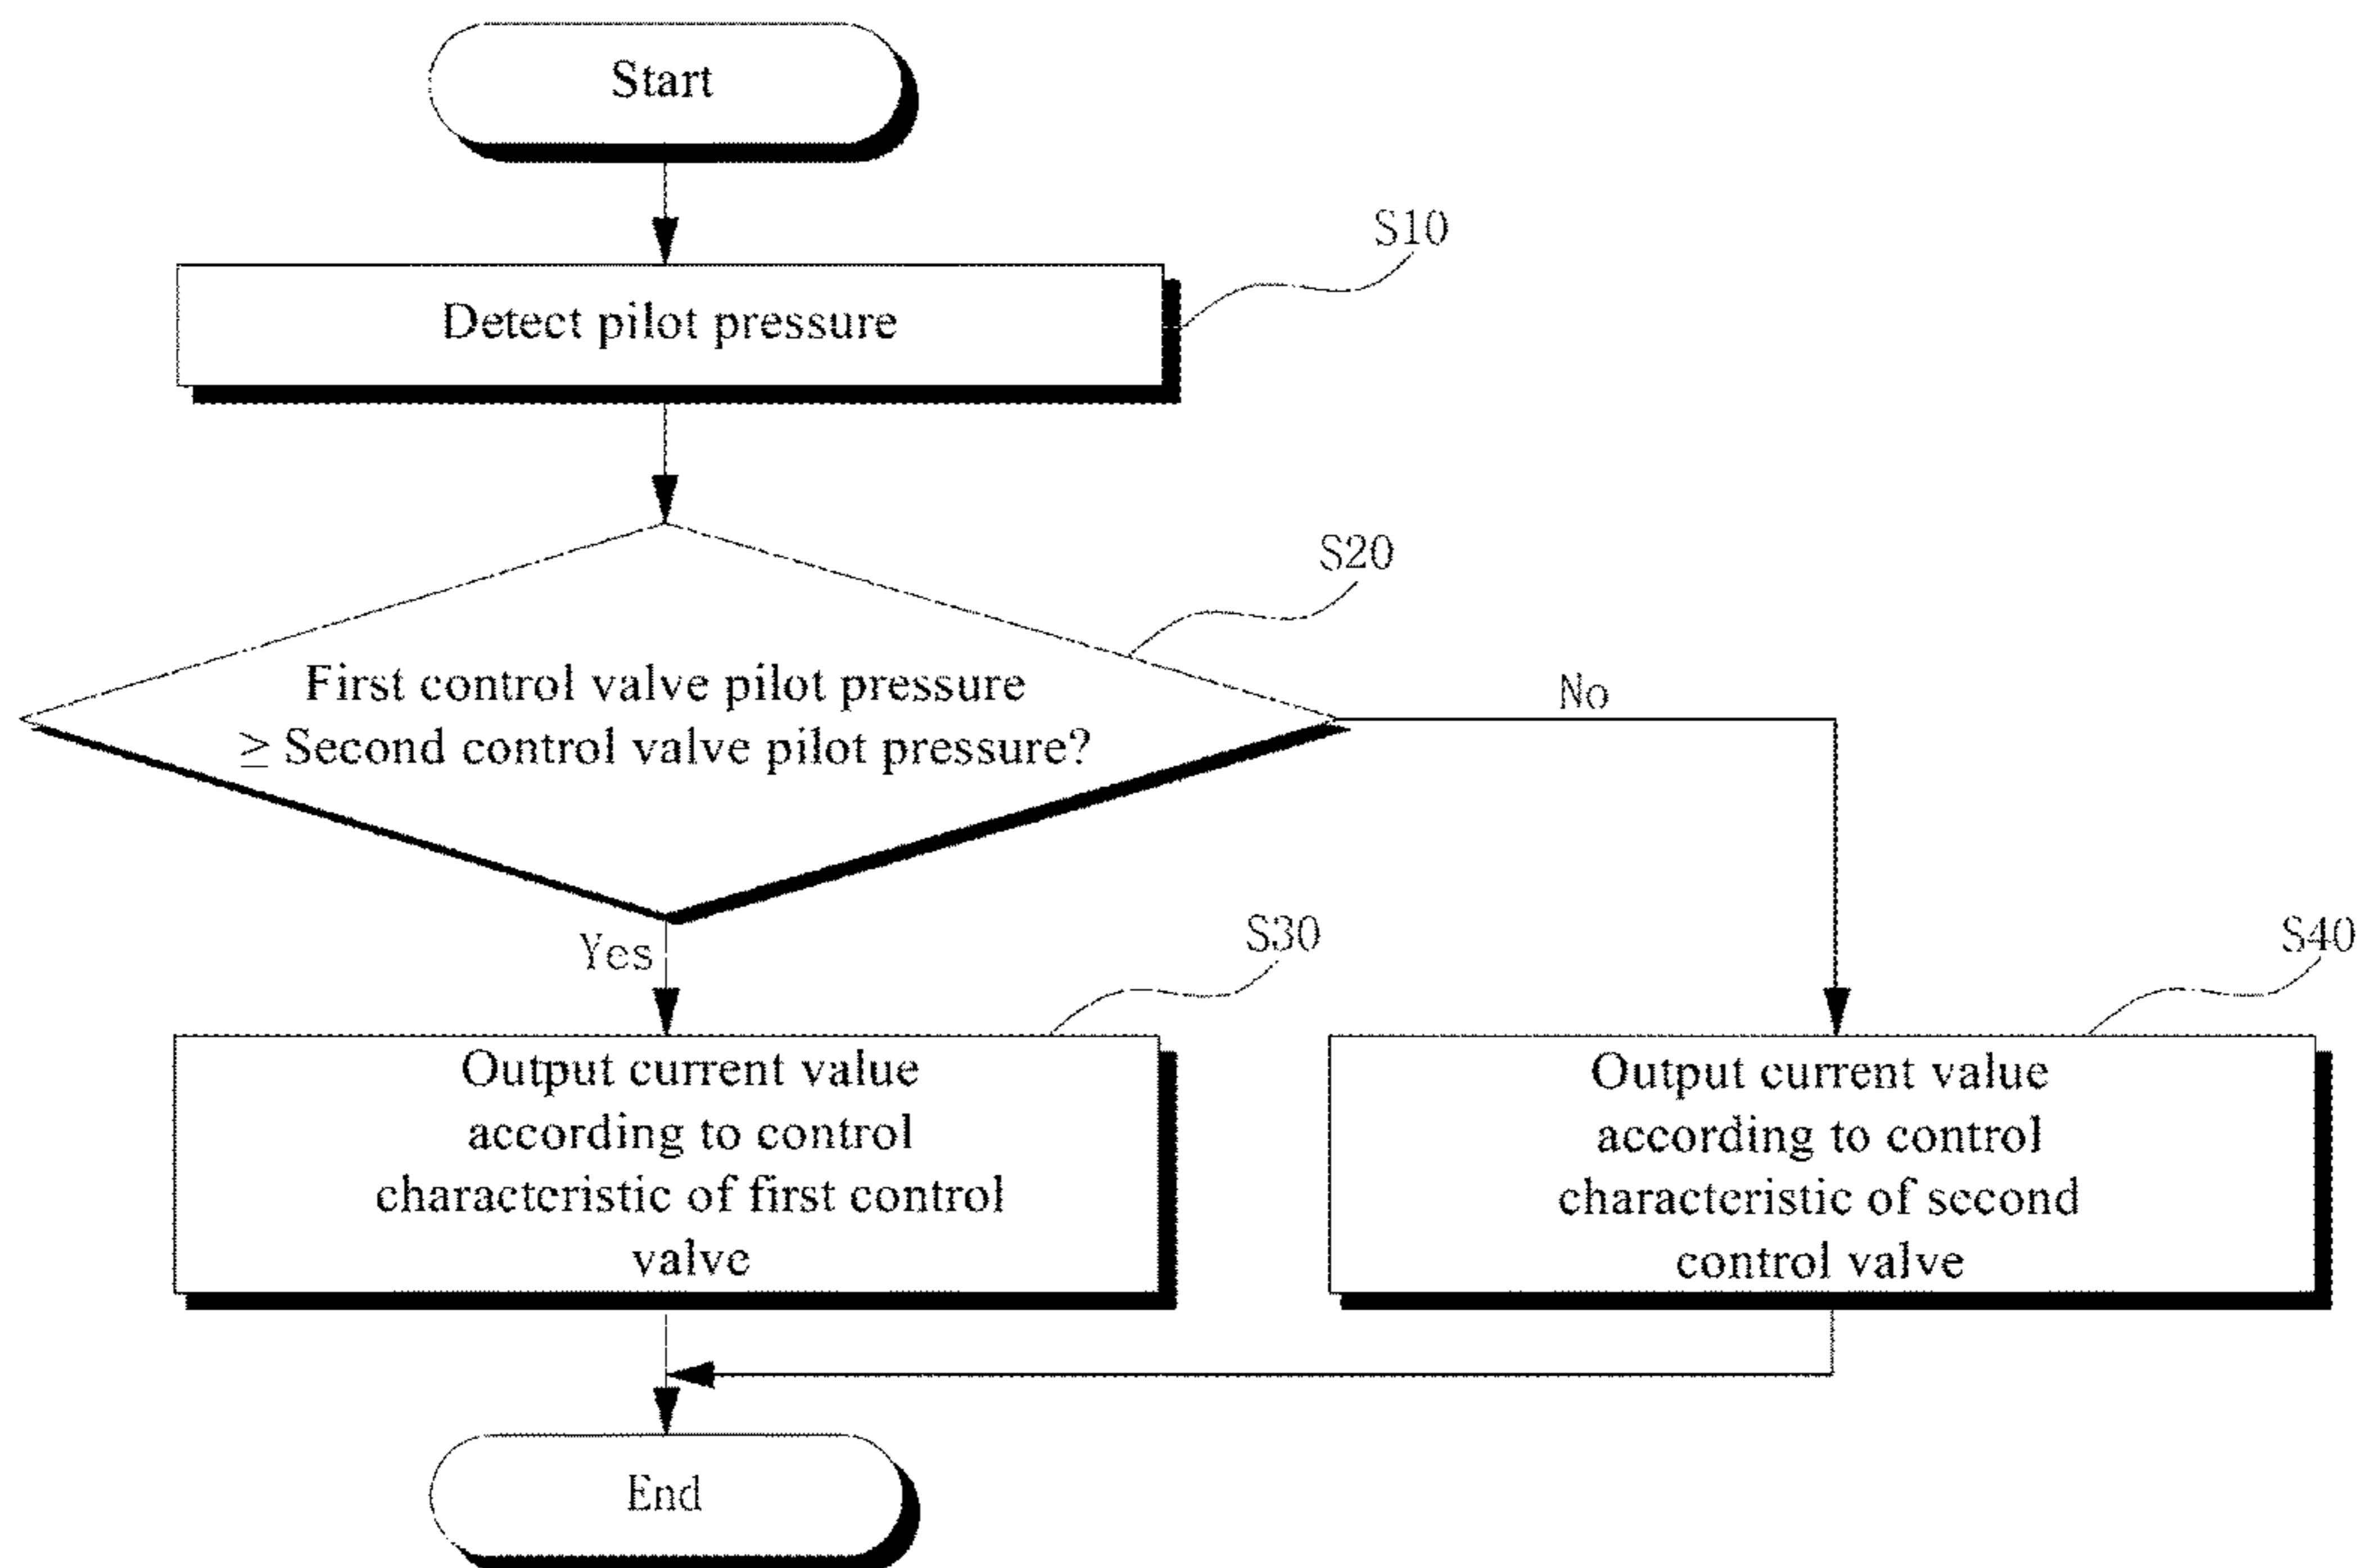 Start
S10
Detect pilot pressure
S20
First control valve pilot pressure
≥ Second control valve pilot pressure?
No
Yes
S30
S40
Output current value
according to control
characteristic of first control
valve
Output current value
according to control
characteristic of second
control valve
End